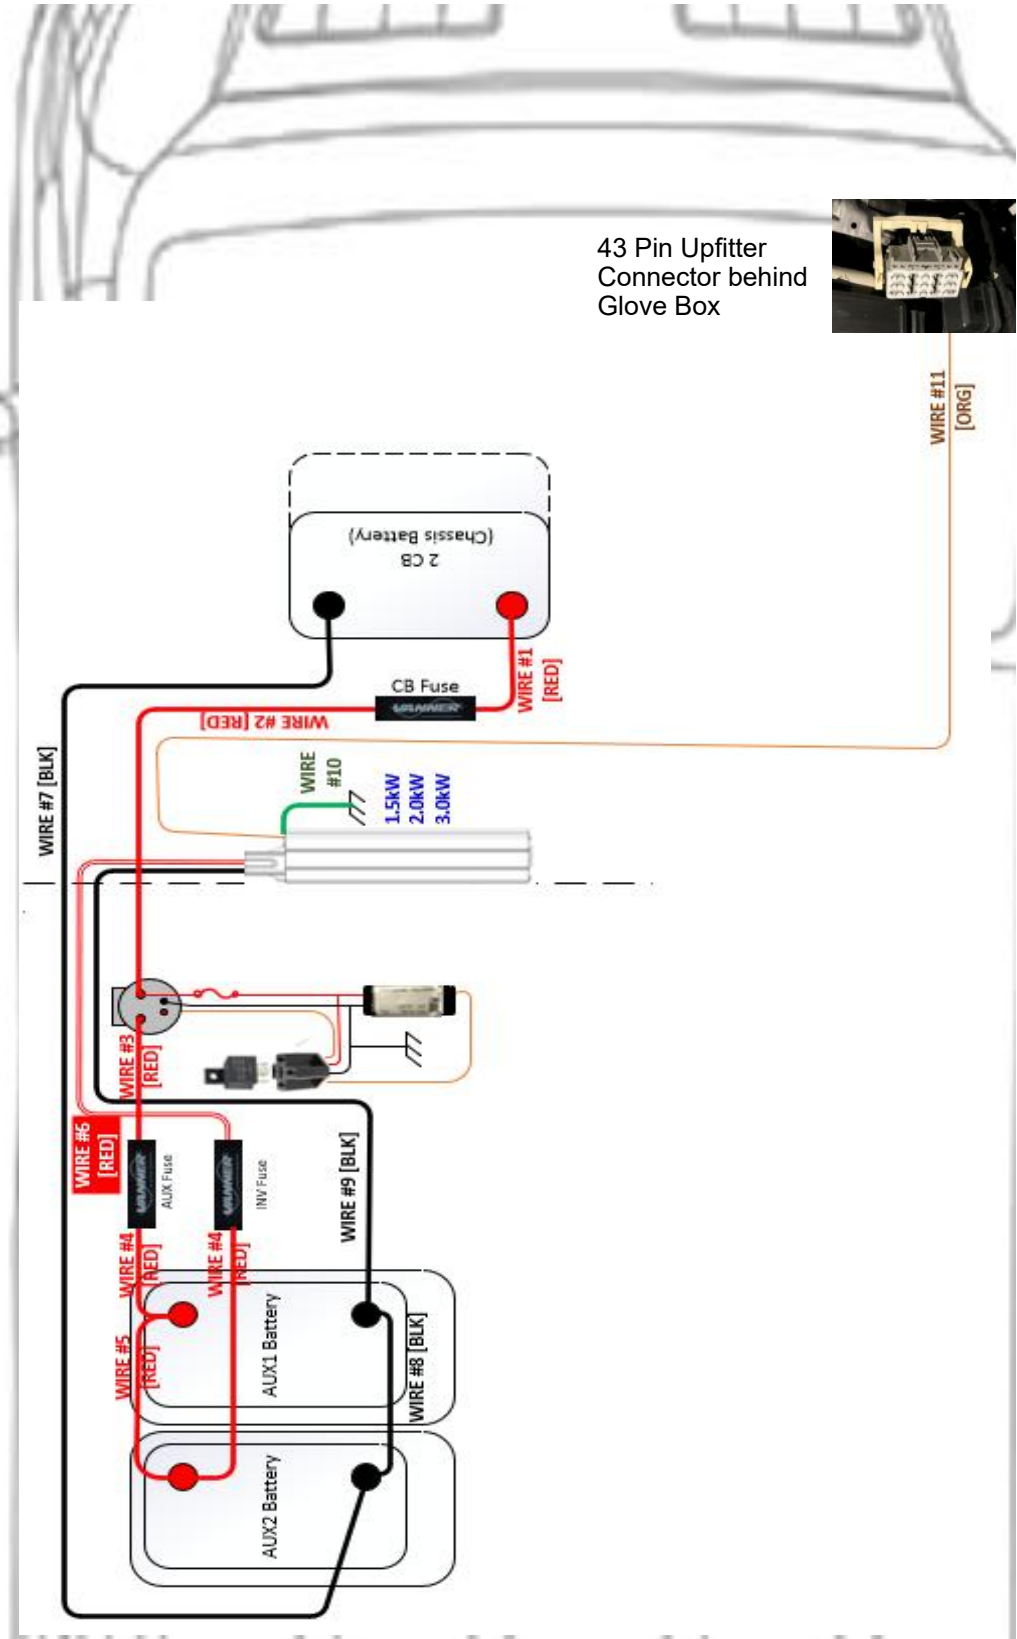 43 Pin Upfitter
Connector behind
Glove Box
WIRE #11
[ORG]
2 CB
(Chassis Battery)
WIRE #1
[RED]
CB Fuse
VANNER
WIRE #2 [RED]
WIRE #7 [BLK]
WIRE
#10
1.5kW
2.0kW
3.0kW
WIRE #3
[RED]
WIRE #6
[RED]
VANNER
AUX Fuse
VANNER
INV Fuse
WIRE #9 [BLK]
WIRE #4
[RED]
WIRE #4
[RED]
WIRE #5
[RED]
AUX1 Battery
WIRE #8 [BLK]
AUX2 Battery